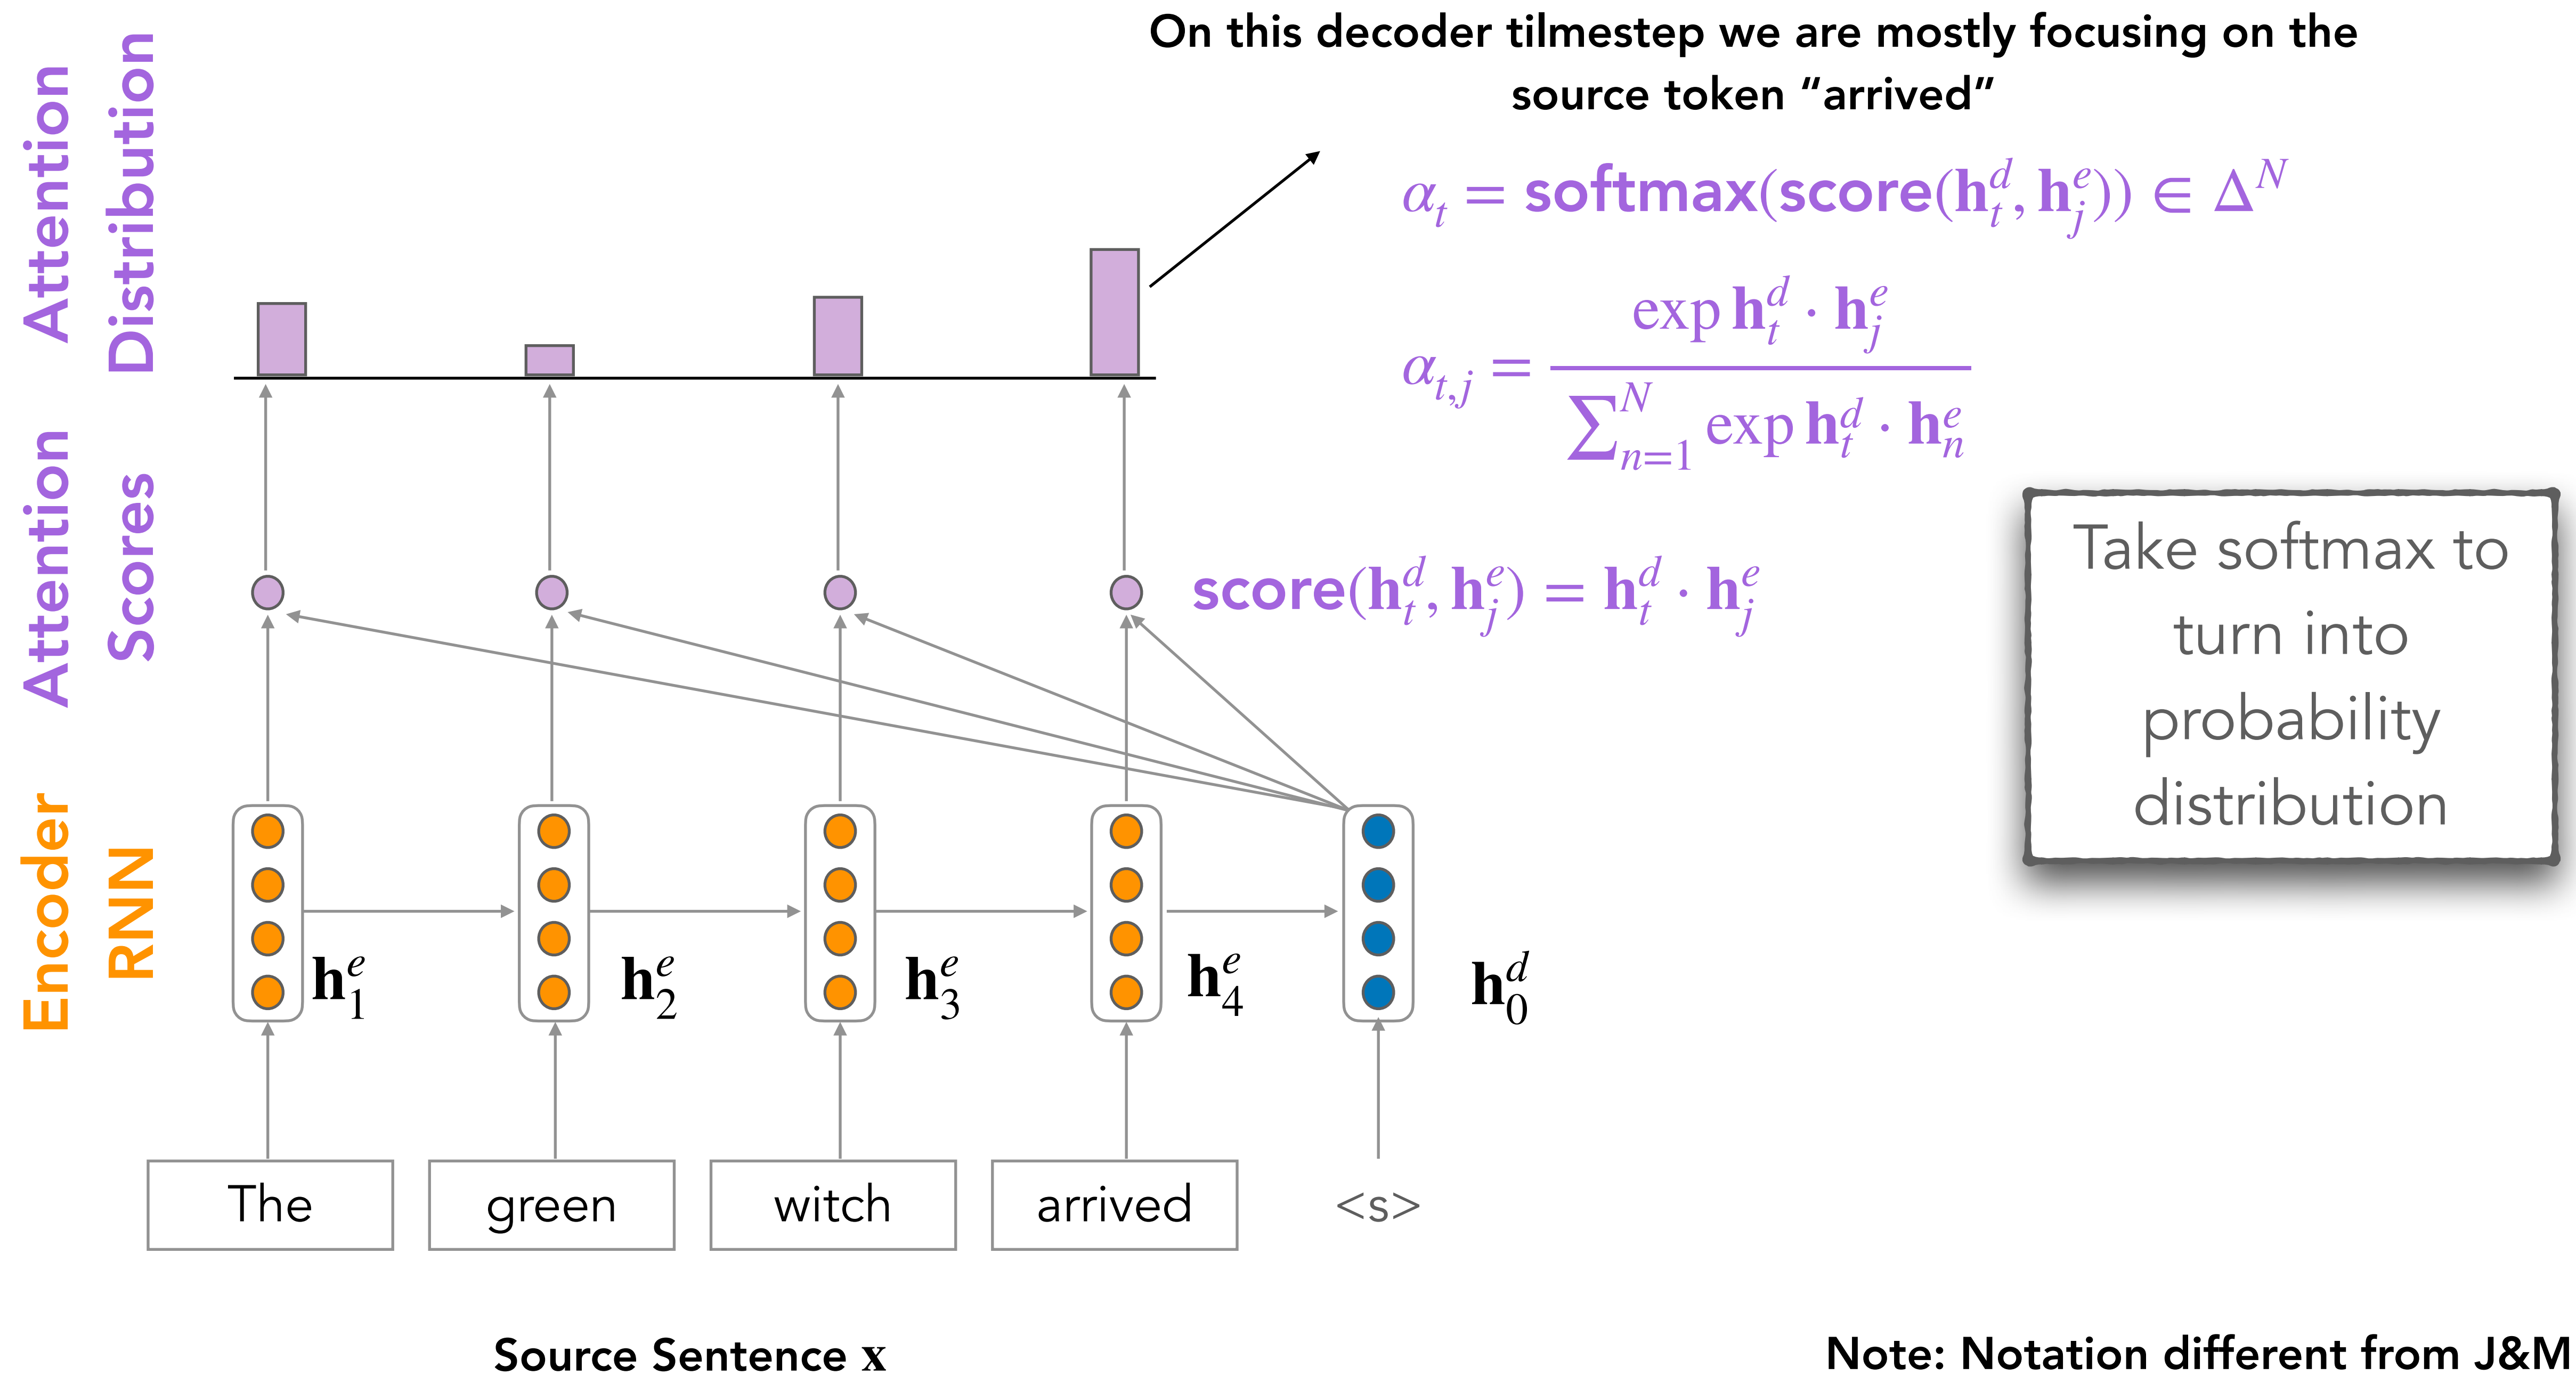 On this decoder tilmestep we are mostly focusing on the
source token “arrived”
Attention
Distribution
α_t = softmax(score(h_t^d, h_j^e)) ∈ Δ^N
α_{t,j} = \frac{exp h_t^d · h_j^e}{∑_{n=1}^N exp h_t^d · h_n^e}
Attention
Scores
score(h_t^d, h_j^e) = h_t^d · h_j^e
Take softmax to
turn into
probability
distribution
Encoder
RNN
h_1^e
h_2^e
h_3^e
h_4^e
h_0^d
The
green
witch
arrived
<s>
Source Sentence x
Note: Notation different from J&M